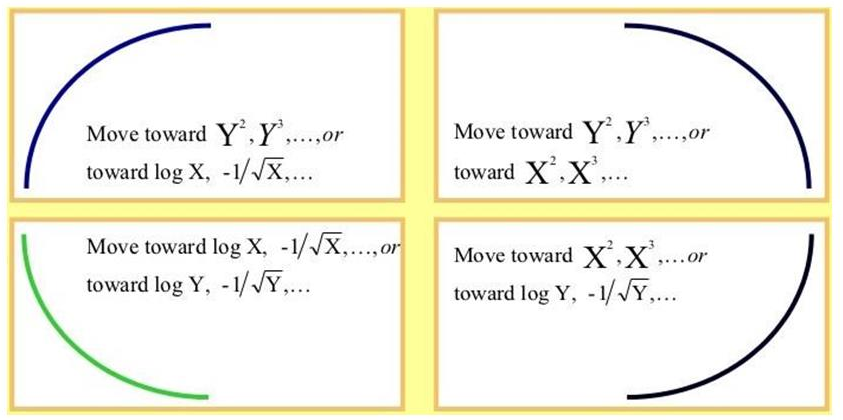 Move toward Y², Y³,...,or
toward log X, -1/√X,...
Move toward Y², Y³,...,or
toward X², X³,...
Move toward log X, -1/√X,...,or
toward log Y, -1/√Y,...
Move toward X², X³,...or
toward log Y, -1/√Y,...